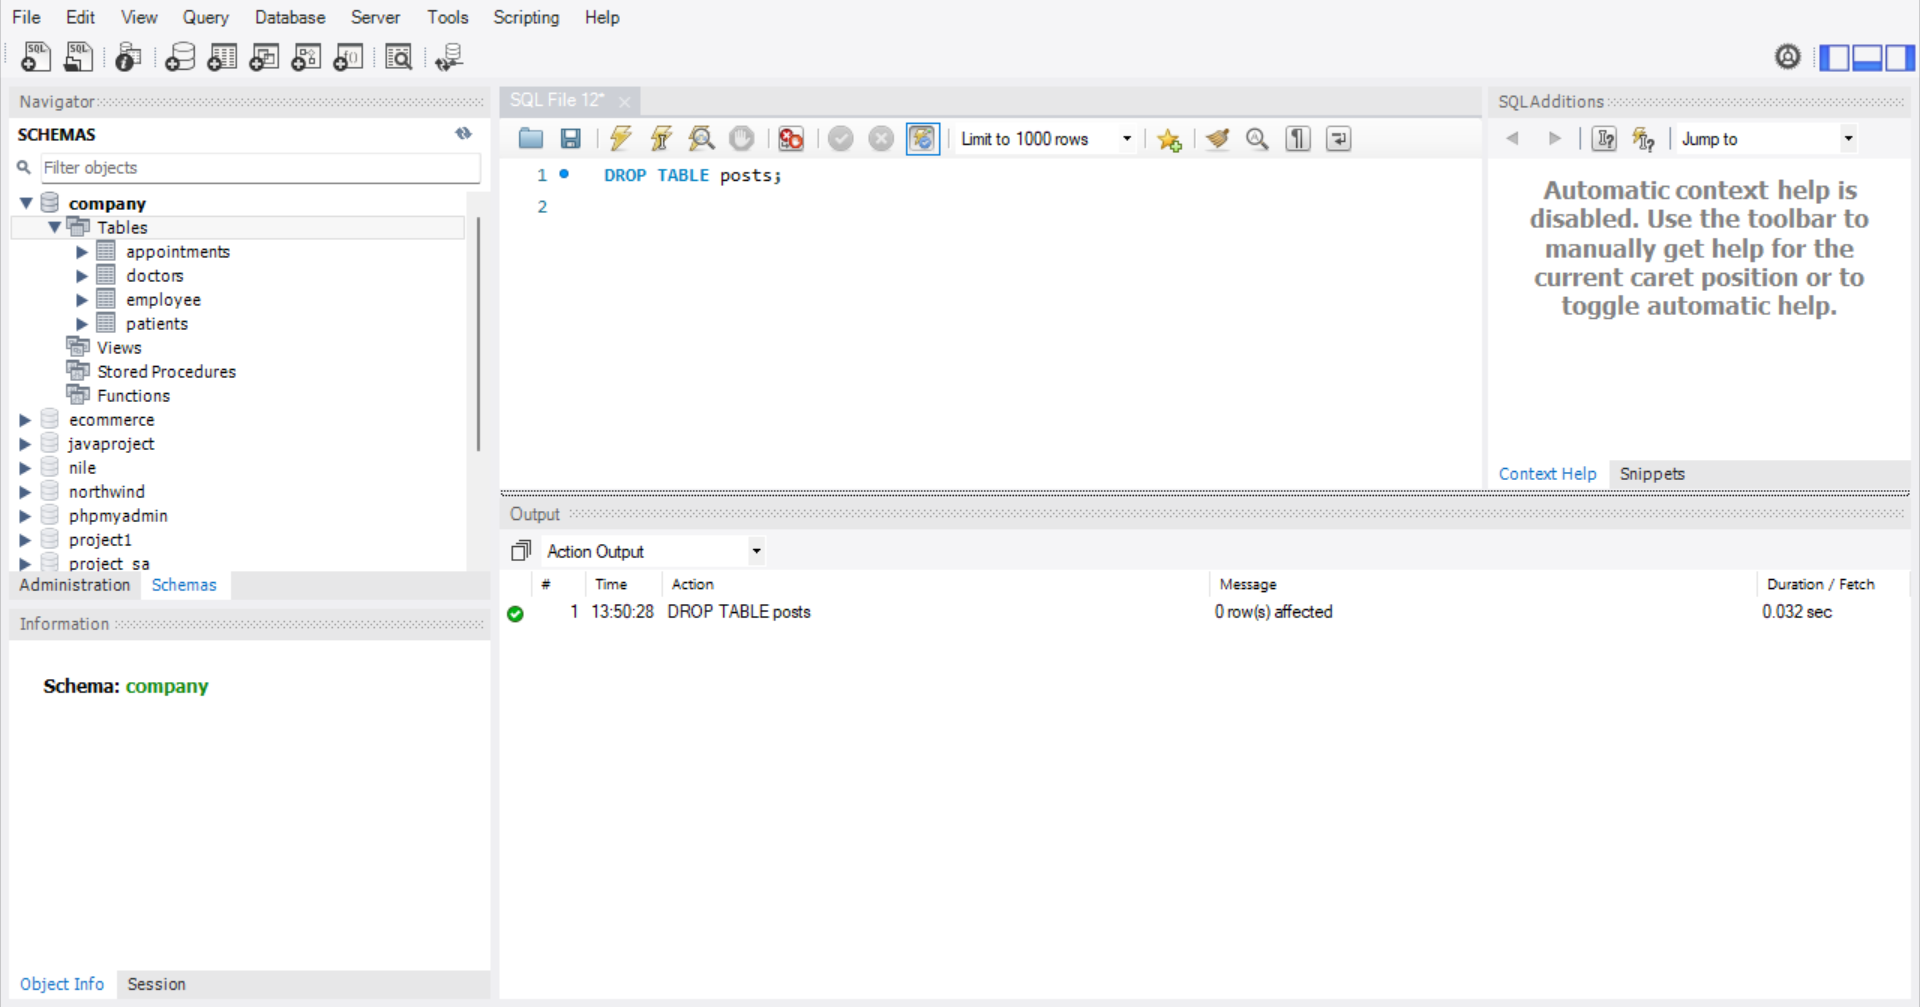 File Edit View Query Database Server Tools Scripting Help
Navigator
SCHEMAS
Filter objects
company
Tables
appointments
doctors
employee
patients
Views
Stored Procedures
Functions
ecommerce
javaproject
nile
northwind
phpmyadmin
project1
project_sa
Administration Schemas
Information
Schema: company
Object Info Session
SQL File 12*
Limit to 1000 rows
1 DROP TABLE posts;
2
SQLAdditions
Jump to
Automatic context help is
disabled. Use the toolbar to
manually get help for the
current caret position or to
toggle automatic help.
Context Help Snippets
Output
Action Output
# Time Action Message Duration / Fetch
1 13:50:28 DROP TABLE posts 0 row(s) affected 0.032 sec